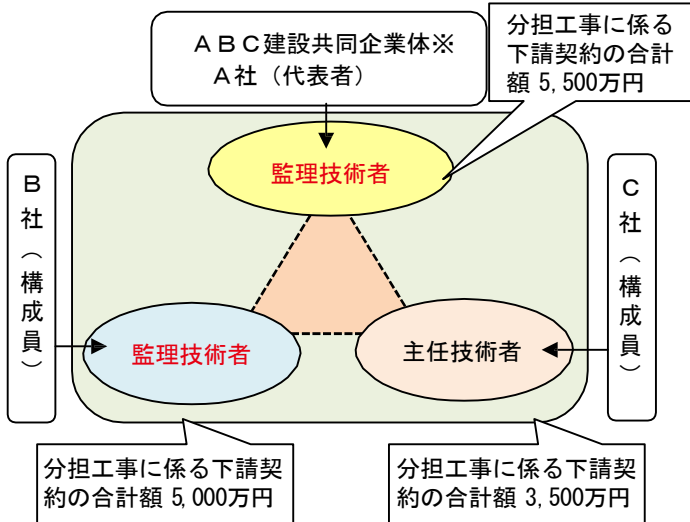 ＡＢＣ建設共同企業体※
Ａ社（代表者）
分担工事に係る
下請契約の合計
額 5,500万円
監理技術者
Ｂ社（構成員）
Ｃ社（構成員）
監理技術者
主任技術者
分担工事に係る下請契
約の合計額 5,000万円
分担工事に係る下請契
約の合計額 3,500万円